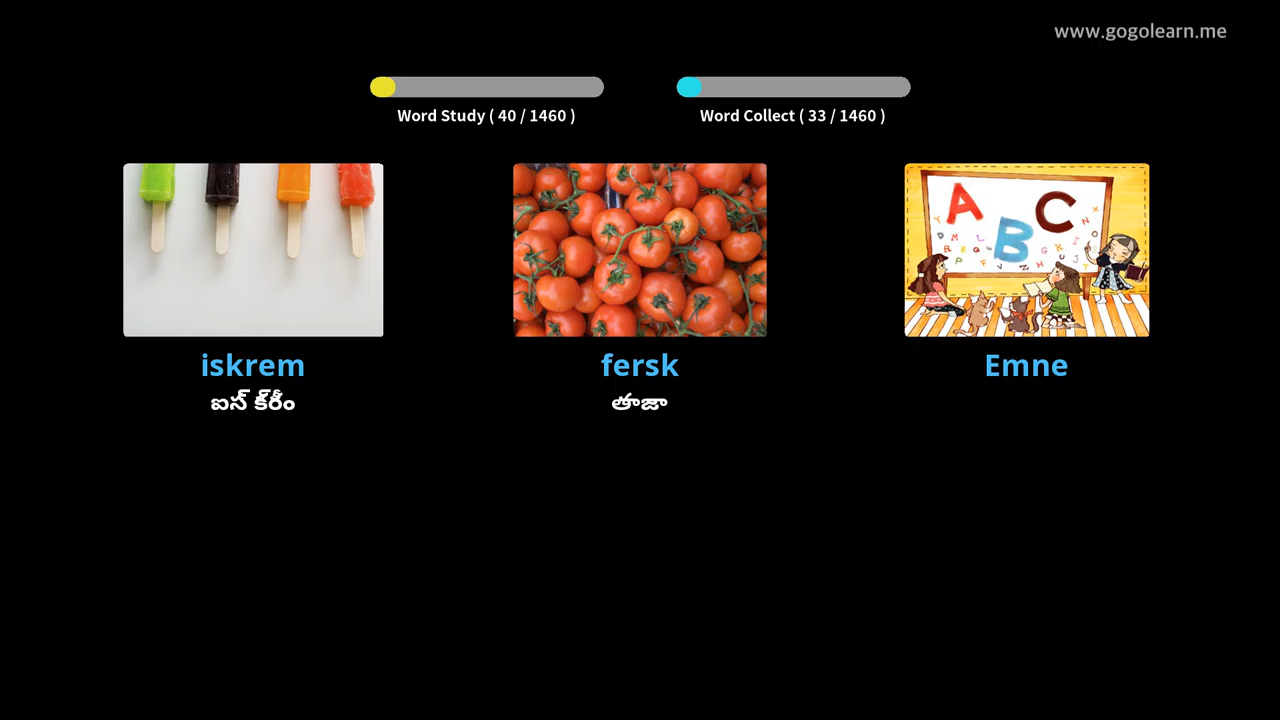 www.gogolearn.me
Word Study ( 40 / 1460 )
Word Collect ( 33 / 1460 )
A B C
iskrem
ఐస్ క్రీం
fersk
తాజా
Emne